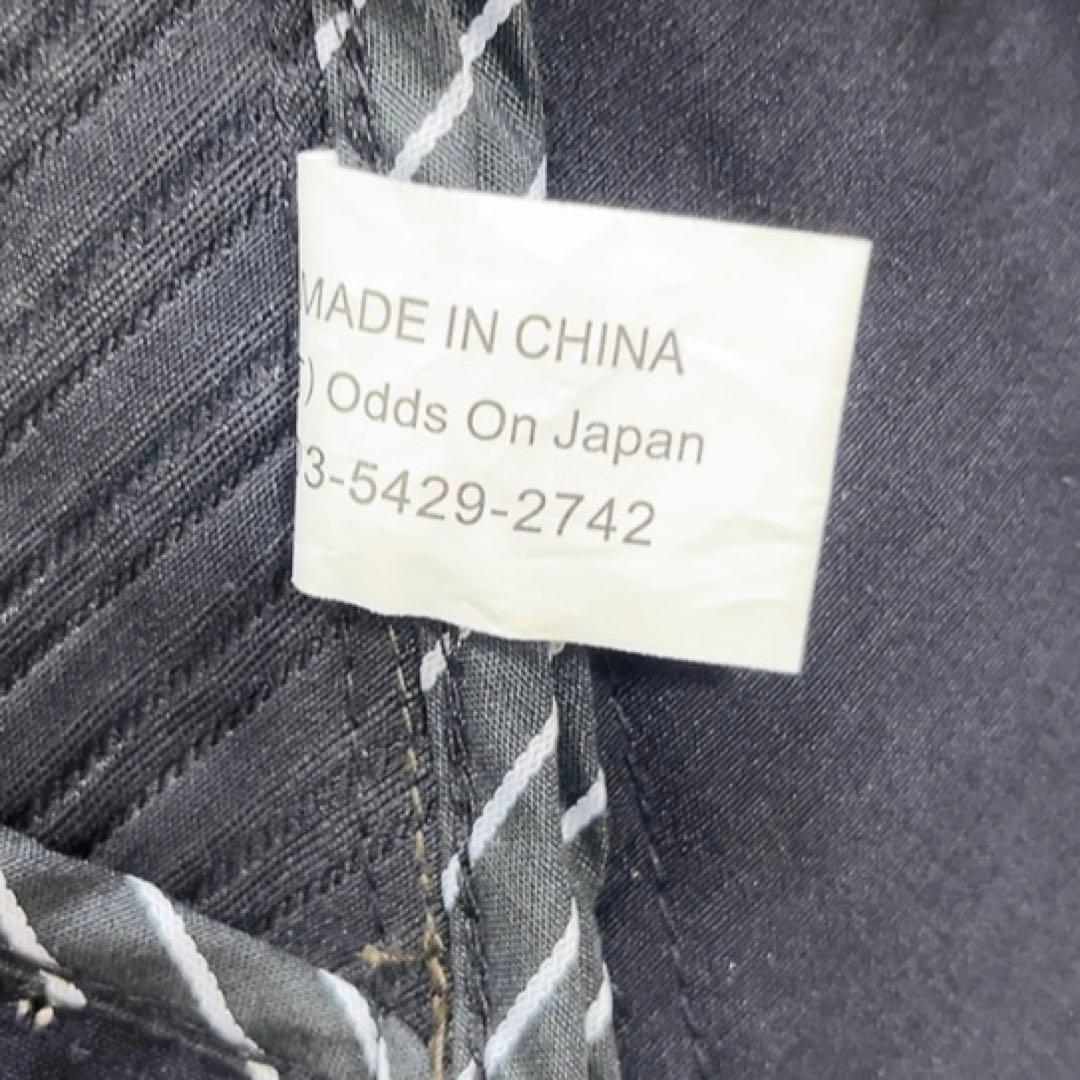 MADE IN CHINA
) Odds On Japan
3-5429-2742